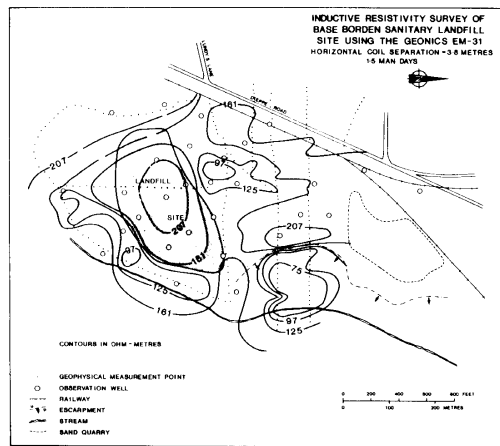 INDUCTIVE RESISTIVITY SURVEY OF
BASE BORDEN SANITARY LANDFILL
SITE USING THE GEONICS EM-31
HORIZONTAL COIL SEPARATION - 3·8 METRES
1·5 MAN DAYS
DIEPPE ROAD
161
207
97
125
LANDFILL
SITE
207
161
207
97
75
125
161
97
125
CONTOURS IN OHM - METRES
GEOPHYSICAL MEASUREMENT POINT
OBSERVATION WELL
RAILWAY
ESCARPMENT
STREAM
SAND QUARRY
0 200 400 600 FEET
0 100 200 METRES